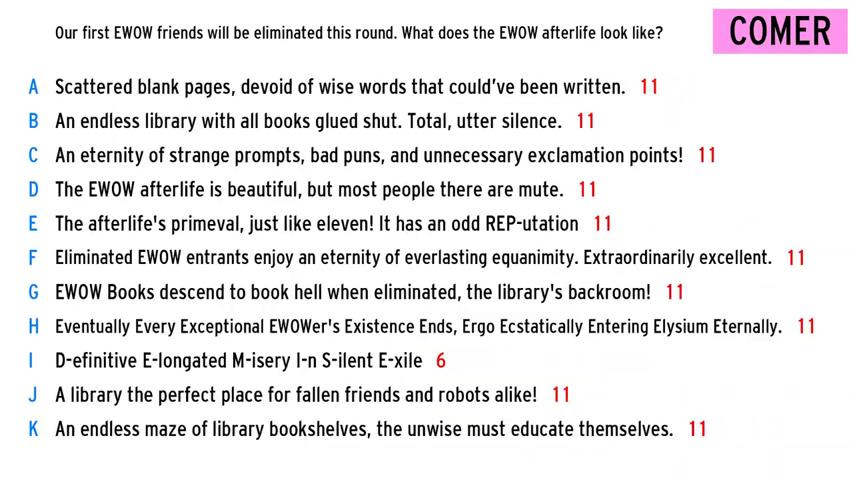 Our first EWOW friends will be eliminated this round. What does the EWOW afterlife look like?
COMER
A Scattered blank pages, devoid of wise words that could've been written. 11
B An endless library with all books glued shut. Total, utter silence. 11
C An eternity of strange prompts, bad puns, and unnecessary exclamation points! 11
D The EWOW afterlife is beautiful, but most people there are mute. 11
E The afterlife's primeval, just like eleven! It has an odd REP-utation 11
F Eliminated EWOW entrants enjoy an eternity of everlasting equanimity. Extraordinarily excellent. 11
G EWOW Books descend to book hell when eliminated, the library's backroom! 11
H Eventually Every Exceptional EWOWer's Existence Ends, Ergo Ecstatically Entering Elysium Eternally. 11
I D-efinitive E-longated M-isery I-n S-ilent E-xile 6
J A library the perfect place for fallen friends and robots alike! 11
K An endless maze of library bookshelves, the unwise must educate themselves. 11